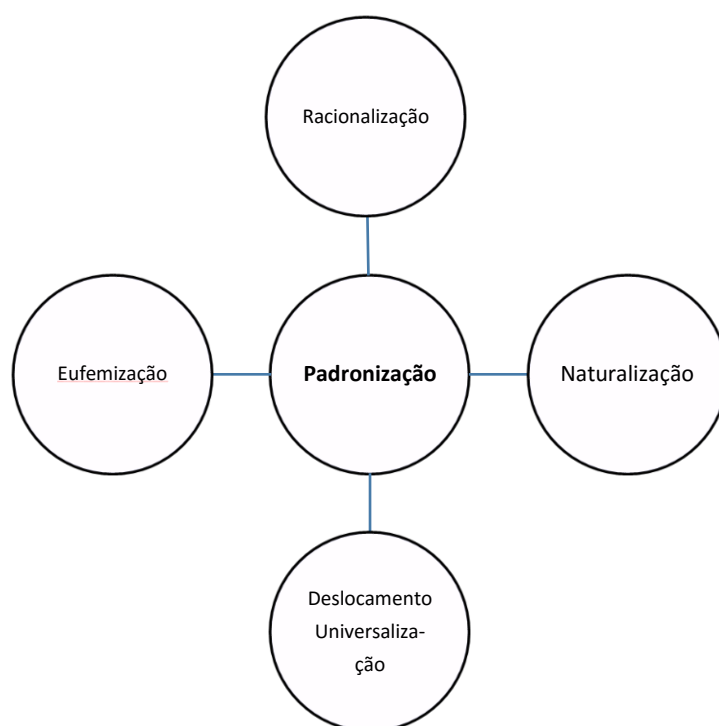 Racionalização
Eufemização
Padronização
Naturalização
Deslocamento
Universaliza-
ção